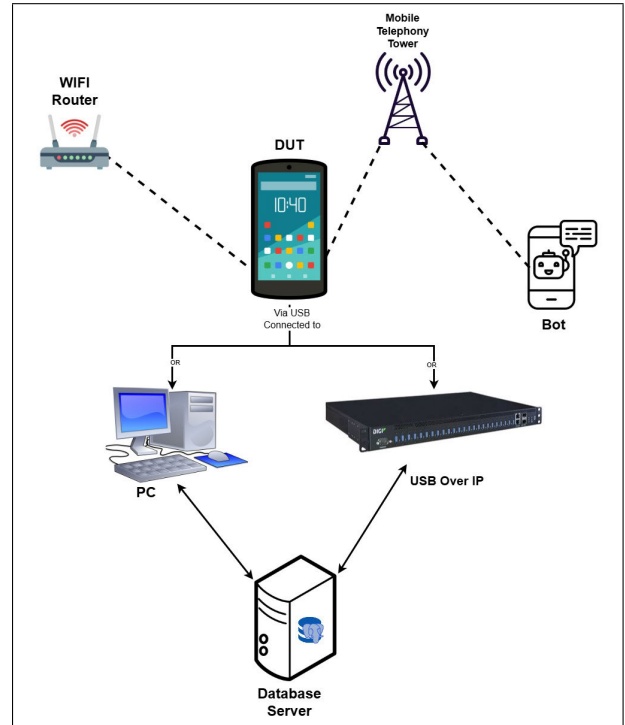 Mobile
Telephony
Tower
WIFI
Router
DUT
10:40
Via USB
Connected to
OR
OR
Bot
DIGI
PC
USB Over IP
Database
Server